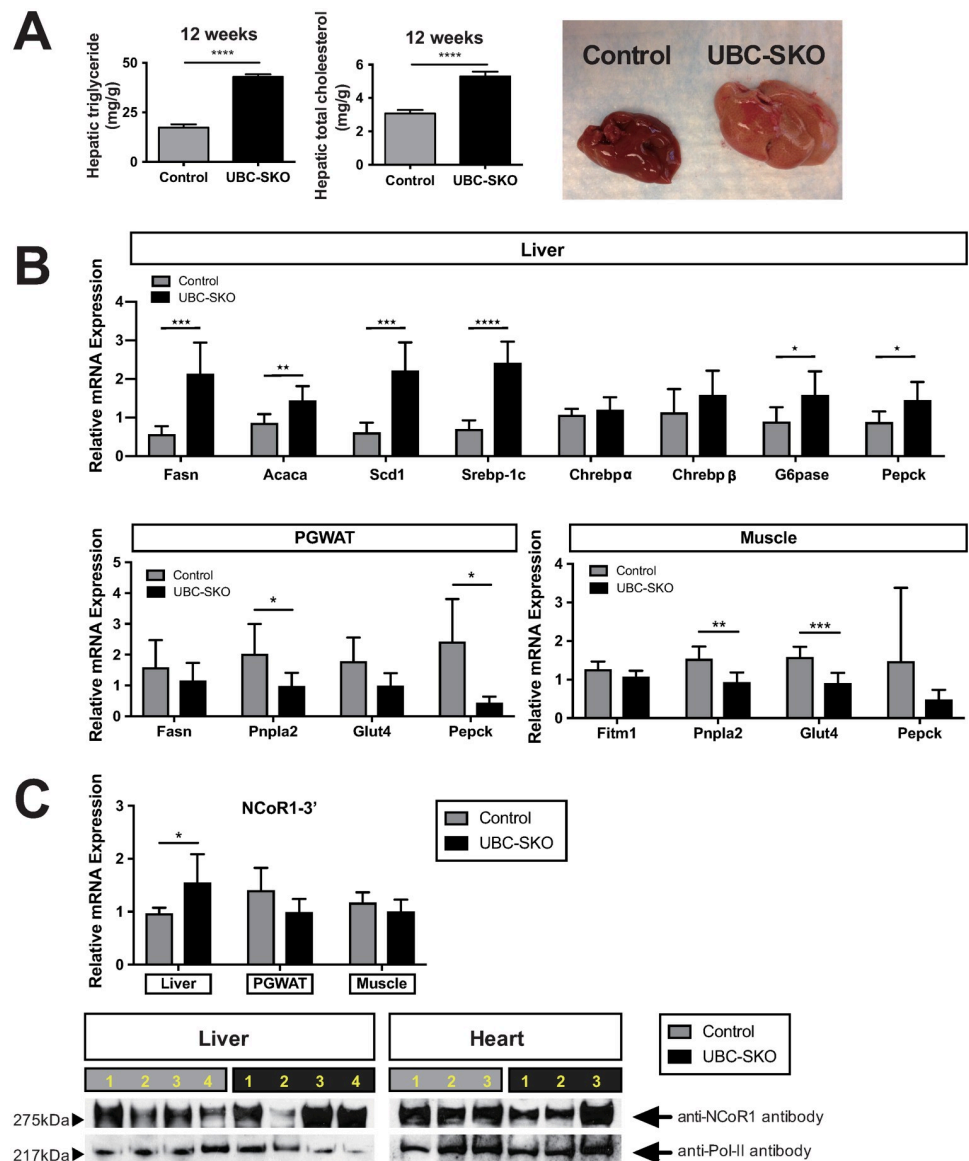 A
12 weeks
****
Hepatic triglyceride
(mg/g)
50
25
0
Control
UBC-SKO
12 weeks
****
Hepatic total choleesterol
(mg/g)
6
4
2
0
Control
UBC-SKO
Control UBC-SKO
B
Liver
Control
UBC-SKO
Relative mRNA Expression
4
3
2
1
0
***
**
***
****
*
*
Fasn Acaca Scd1 Srebp-1c Chrebpα Chrebp β G6pase Pepck
PGWAT
Control
UBC-SKO
Relative mRNA Expression
5
4
3
2
1
0
*
*
Fasn Pnpla2 Glut4 Pepck
Muscle
Control
UBC-SKO
Relative mRNA Expression
4
3
2
1
0
**
***
Fitm1 Pnpla2 Glut4 Pepck
C
NCoR1-3’
Control
UBC-SKO
Relative mRNA Expression
3
2
1
0
*
Liver PGWAT Muscle
Liver
Heart
Control
UBC-SKO
1 2 3 4 1 2 3 4
1 2 3 1 2 3
275kDa
anti-NCoR1 antibody
217kDa
anti-Pol-II antibody